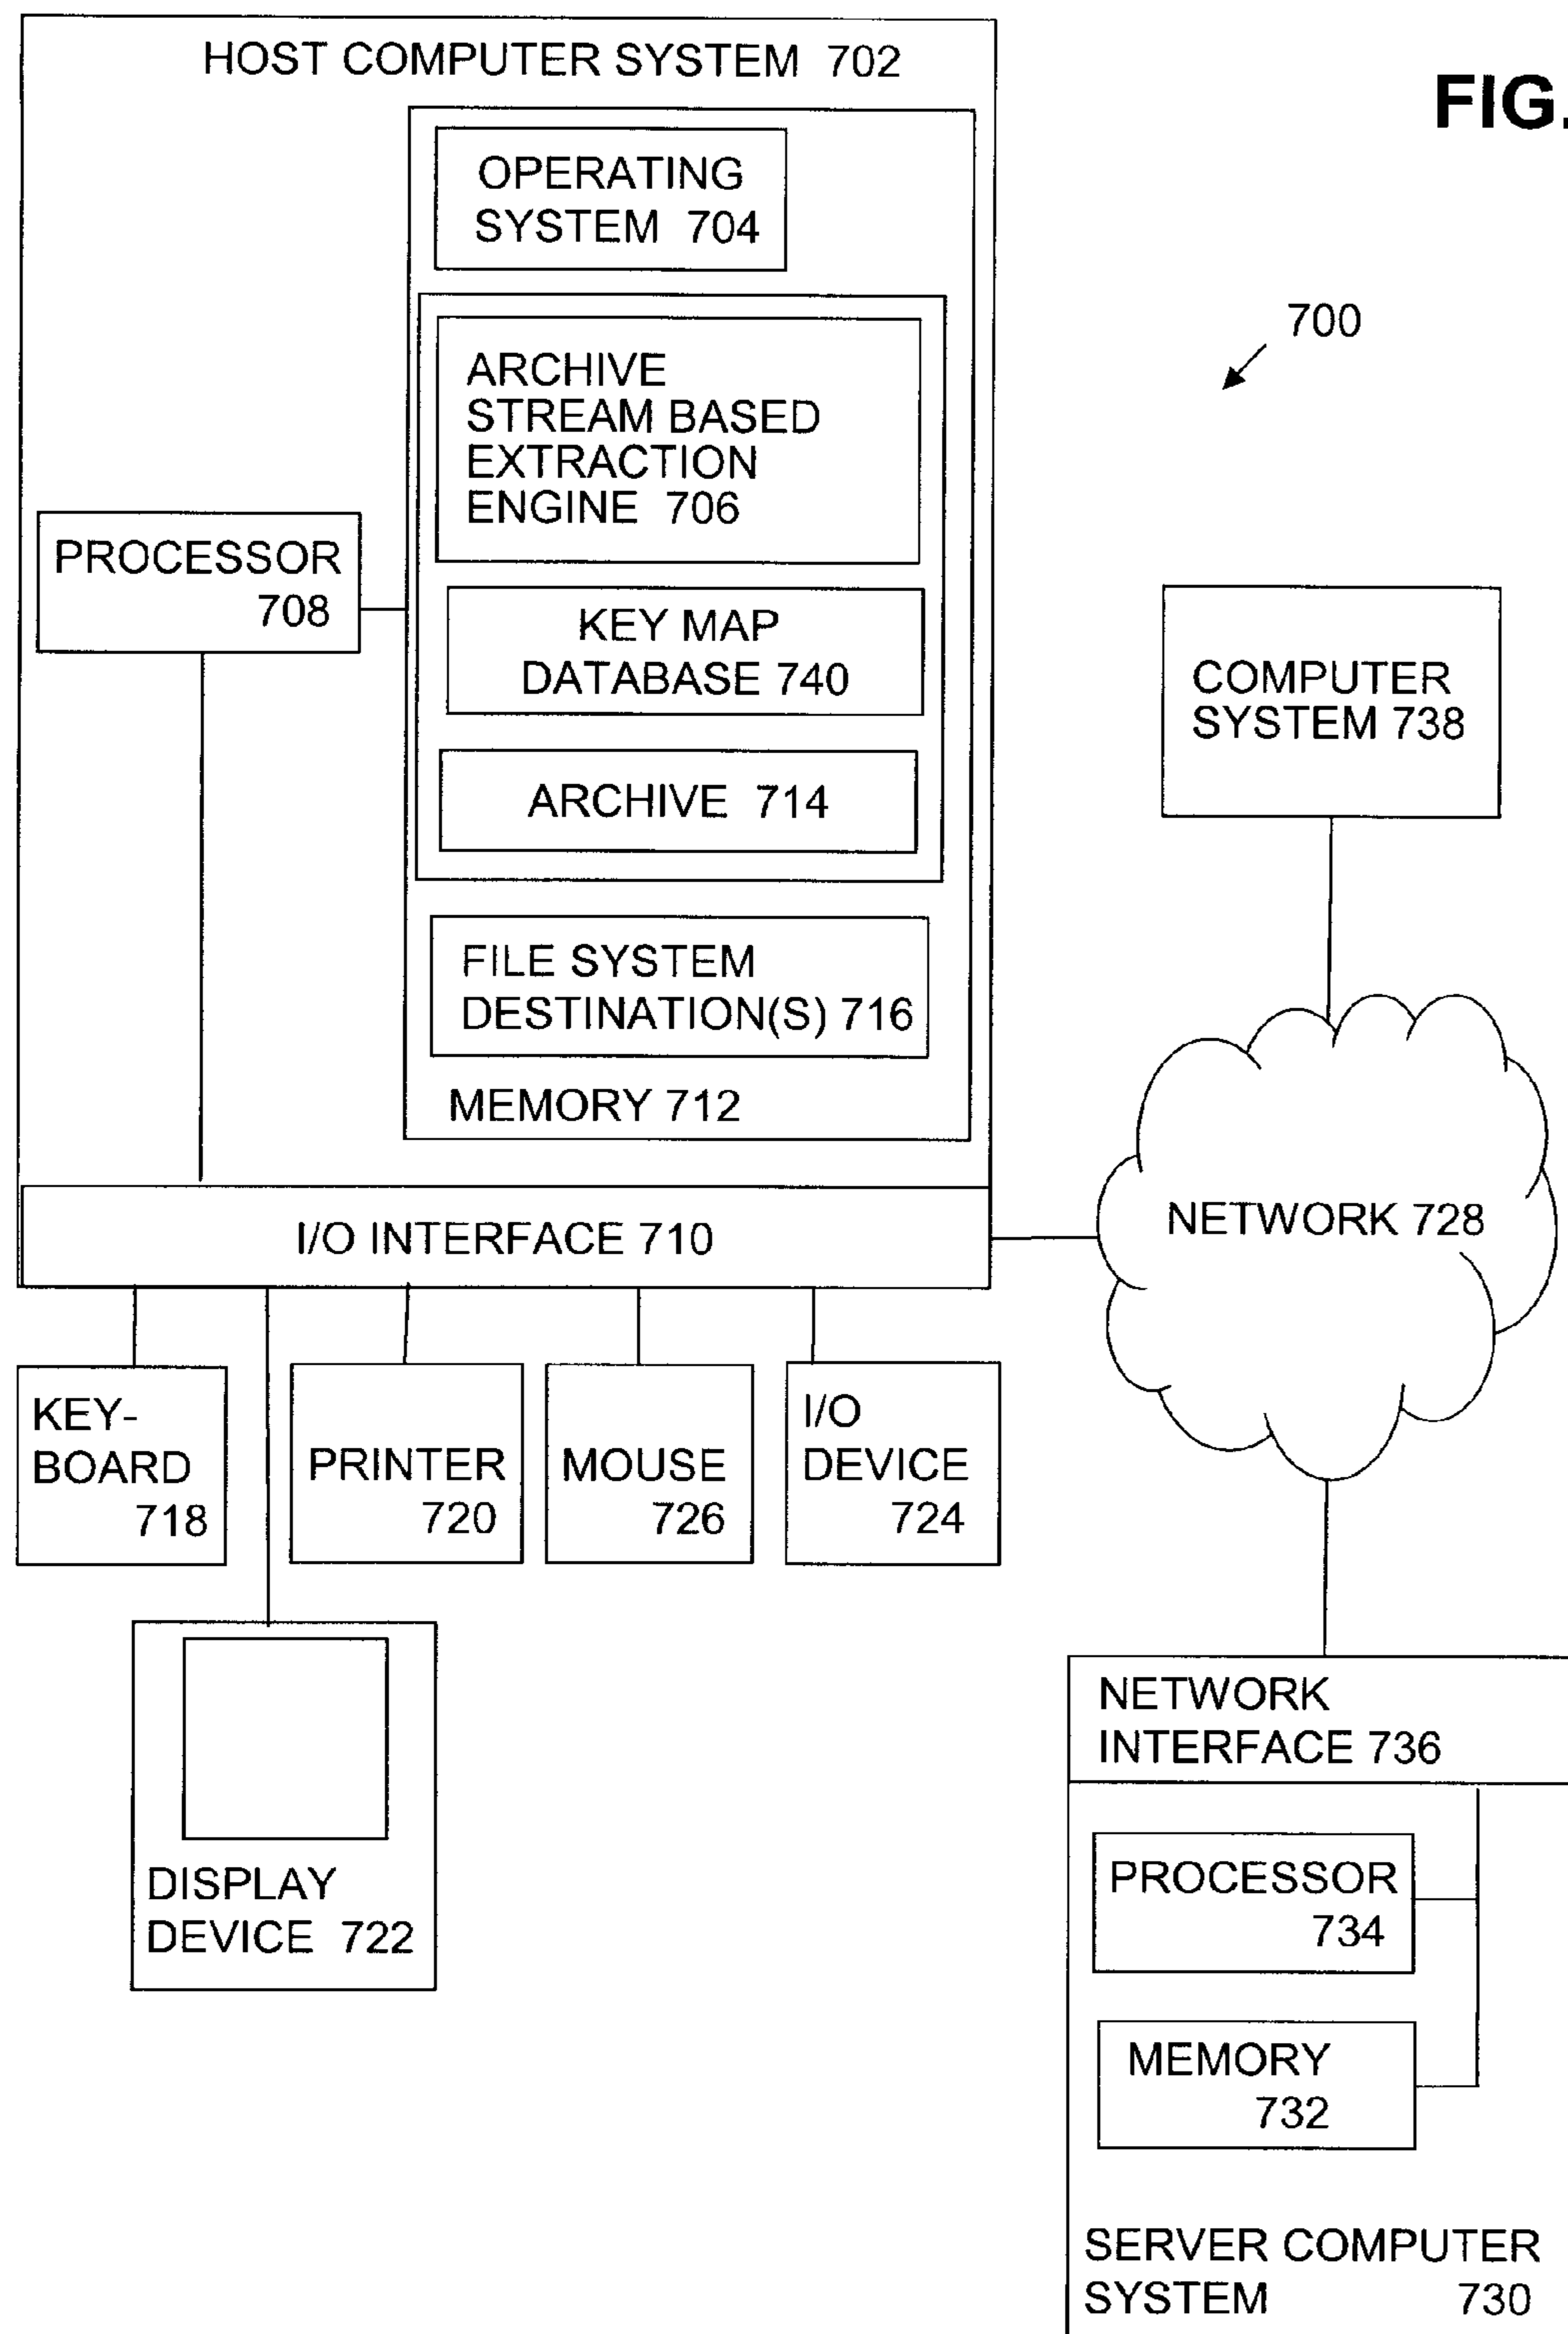 HOST COMPUTER SYSTEM 702
FIG.
OPERATING
SYSTEM 704
700
ARCHIVE
STREAM BASED
EXTRACTION
ENGINE 706
PROCESSOR
708
KEY MAP
DATABASE 740
COMPUTER
SYSTEM 738
ARCHIVE 714
FILE SYSTEM
DESTINATION(S) 716
MEMORY 712
NETWORK 728
I/O INTERFACE 710
KEY-
BOARD
718
PRINTER
720
MOUSE
726
I/O
DEVICE
724
DISPLAY
DEVICE 722
NETWORK
INTERFACE 736
PROCESSOR
734
MEMORY
732
SERVER COMPUTER
SYSTEM 730